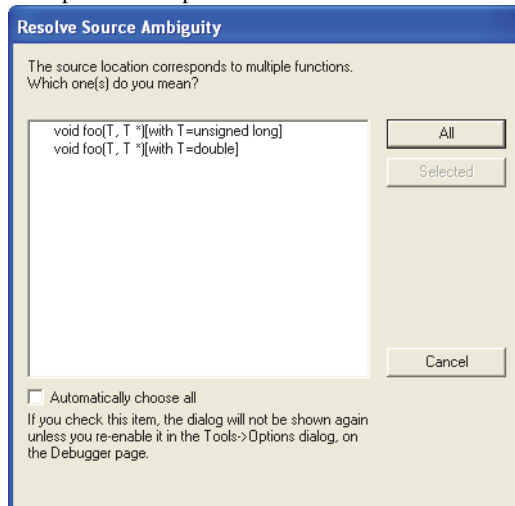 Resolve Source Ambiguity
The source location corresponds to multiple functions.
Which one(s) do you mean?
void foo(T, T *)[with T=unsigned long]
void foo(T, T *)[with T=double]
All
Selected
Cancel
Automatically choose all
If you check this item, the dialog will not be shown again
unless you re-enable it in the Tools->Options dialog, on
the Debugger page.